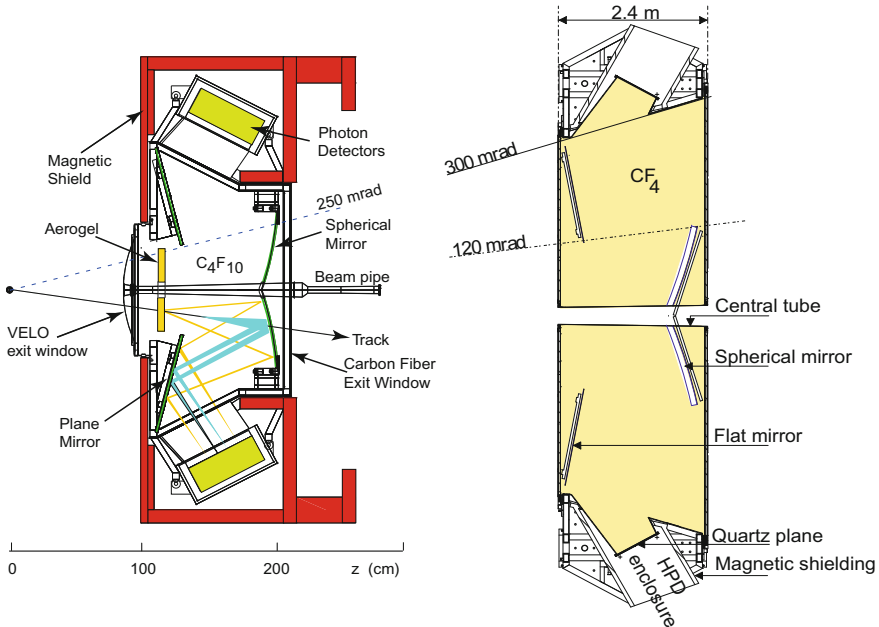 Magnetic
Shield
Aerogel
VELO
exit window
Plane
Mirror
C4F10
250 mrad
Photon
Detectors
Spherical
Mirror
Beam pipe
Track
Carbon Fiber
Exit Window
0
100
200
z (cm)
2.4 m
300 mrad
CF4
120 mrad
Central tube
Spherical mirror
Flat mirror
Quartz plane
Magnetic shielding
HPD
enclosure